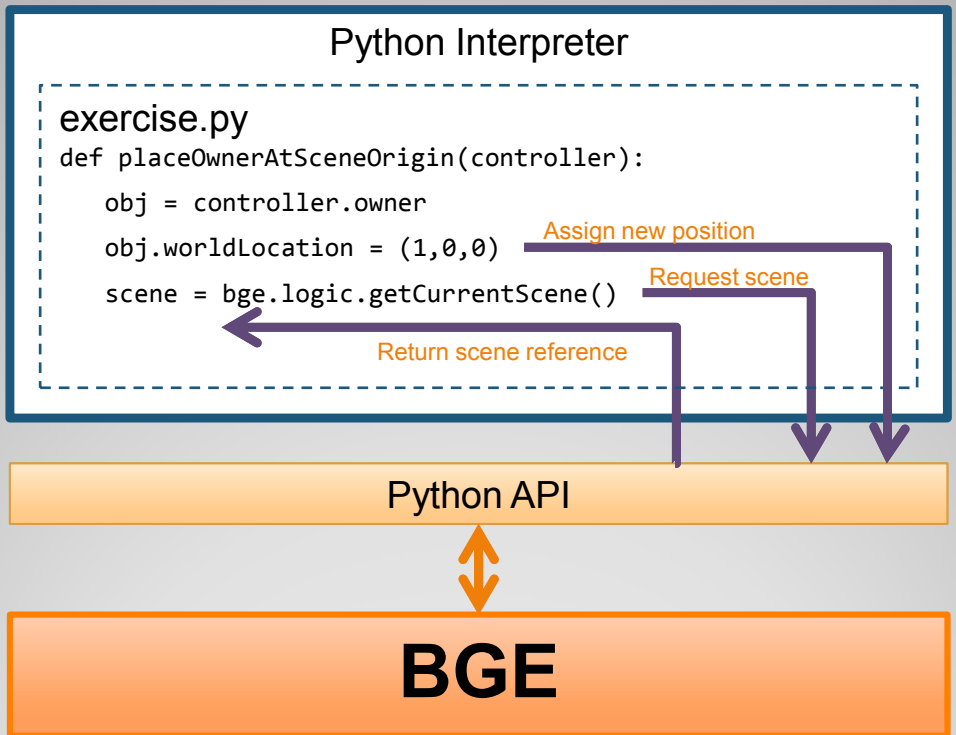 Python Interpreter
exercise.py
def placeOwnerAtSceneOrigin(controller):
obj = controller.owner
obj.worldLocation = (1,0,0)
Assign new position
scene = bge.logic.getCurrentScene()
Request scene
Return scene reference
Python API
BGE